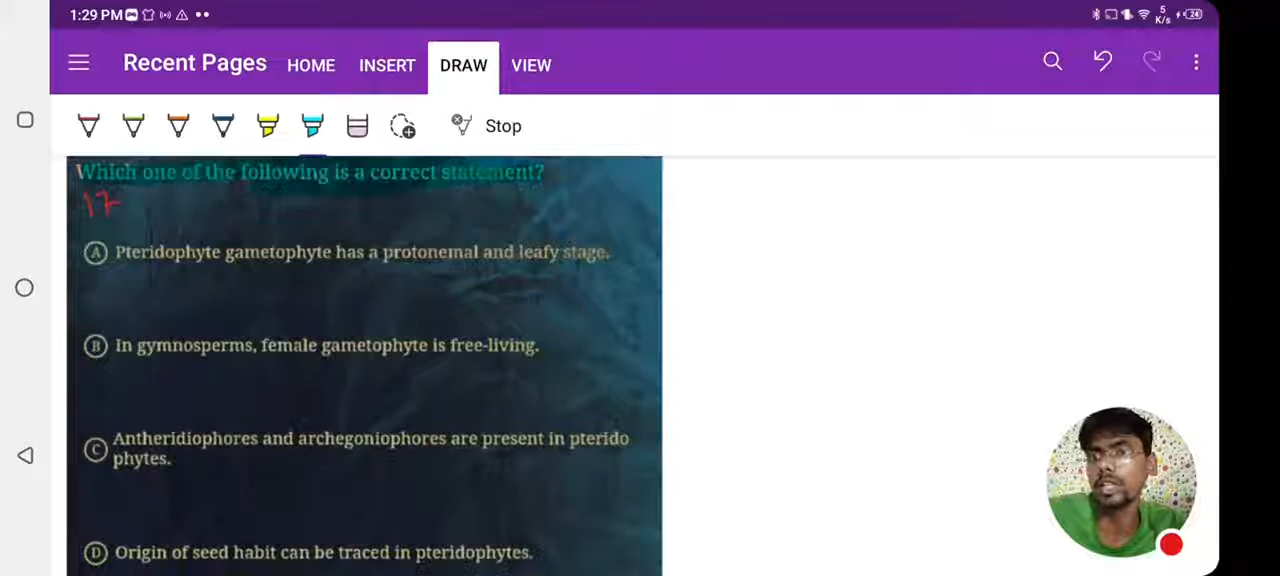 1:29 PM
5
K/s
24
Recent Pages HOME INSERT DRAW VIEW
Stop
Which one of the following is a correct statement?
17
A Pteridophyte gametophyte has a protonemal and leafy stage.
B In gymnosperms, female gametophyte is free-living.
C Antheridiophores and archegoniophores are present in pterido
phytes.
D Origin of seed habit can be traced in pteridophytes.